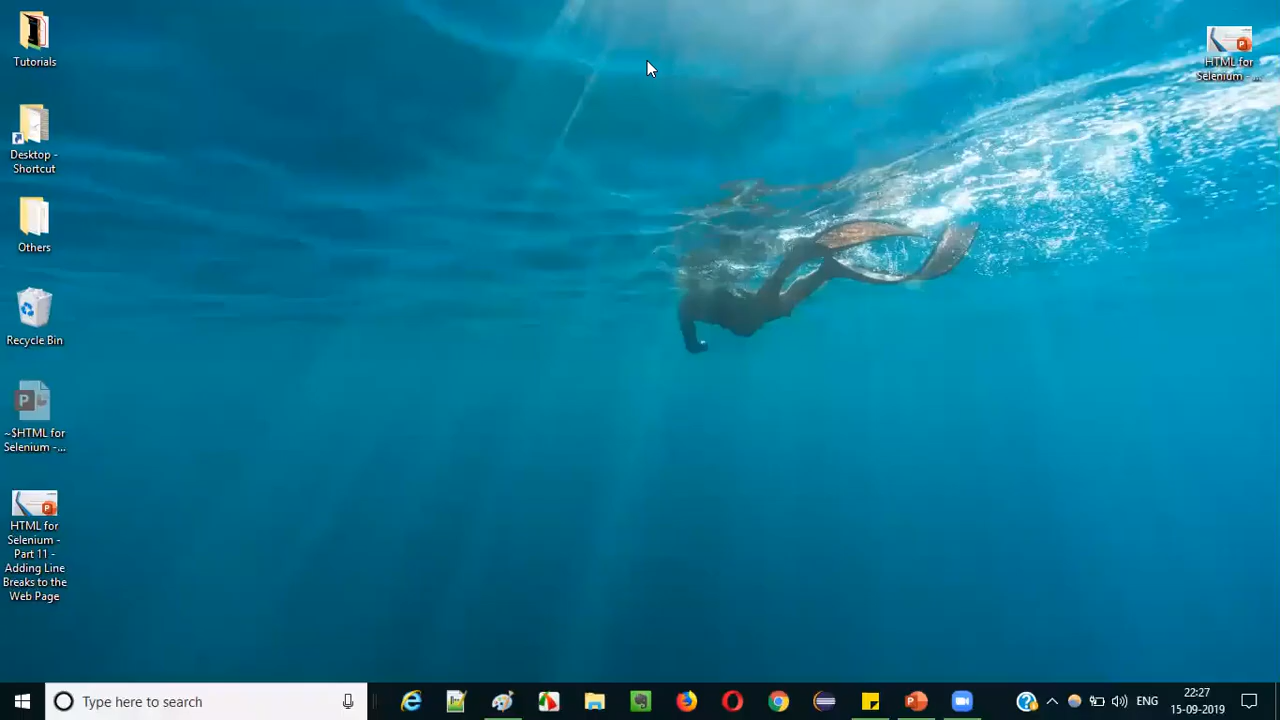 Tutorials
Desktop -
Shortcut
Others
Recycle Bin
~$HTML for
Selenium -...
HTML for
Selenium -
Part 11 -
Adding Line
Breaks to the
Web Page
HTML for
Selenium - ...
Type here to search
ENG
22:27
15-09-2019